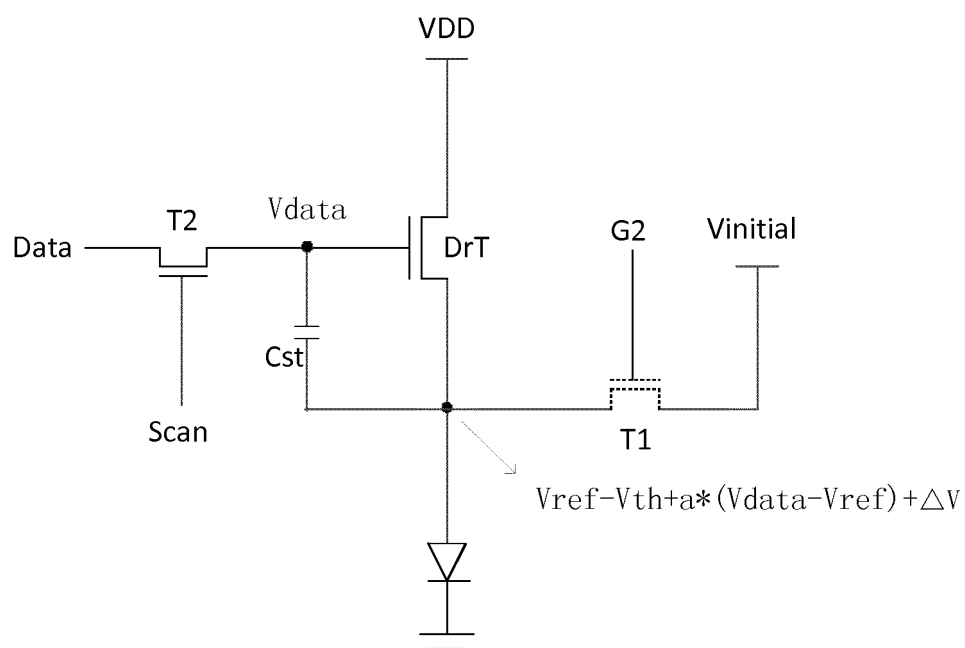 VDD
T2
Vdata
Data
DrT
G2
Vinitial
Cst
Scan
T1
Vref-Vth+a*(Vdata-Vref)+△V